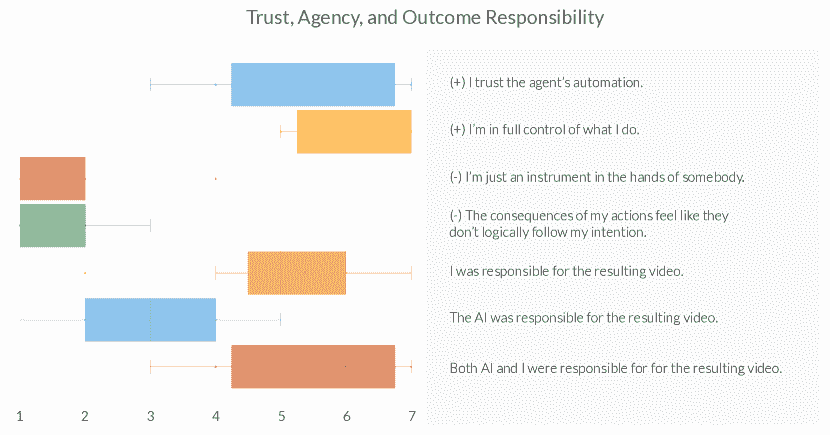 Trust, Agency, and Outcome Responsibility
(+) I trust the agent's automation.
(+) I'm in full control of what I do.
(-) I'm just an instrument in the hands of somebody.
(-) The consequences of my actions feel like they
don't logically follow my intention.
I was responsible for the resulting video.
The AI was responsible for the resulting video.
Both AI and I were responsible for for the resulting video.
1 2 3 4 5 6 7